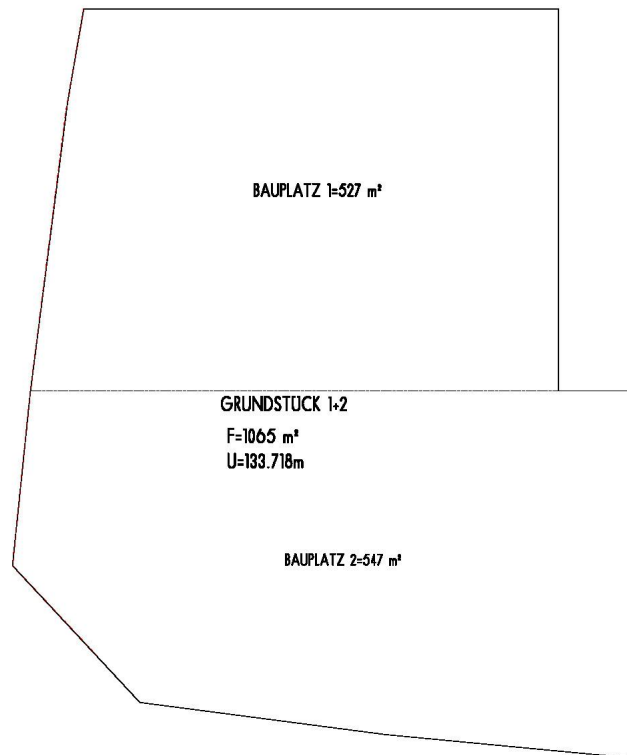 BAUPLATZ 1=527 m²
GRUNDSTÜCK 1+2
F=1065 m²
U=133.718m
BAUPLATZ 2=547 m²